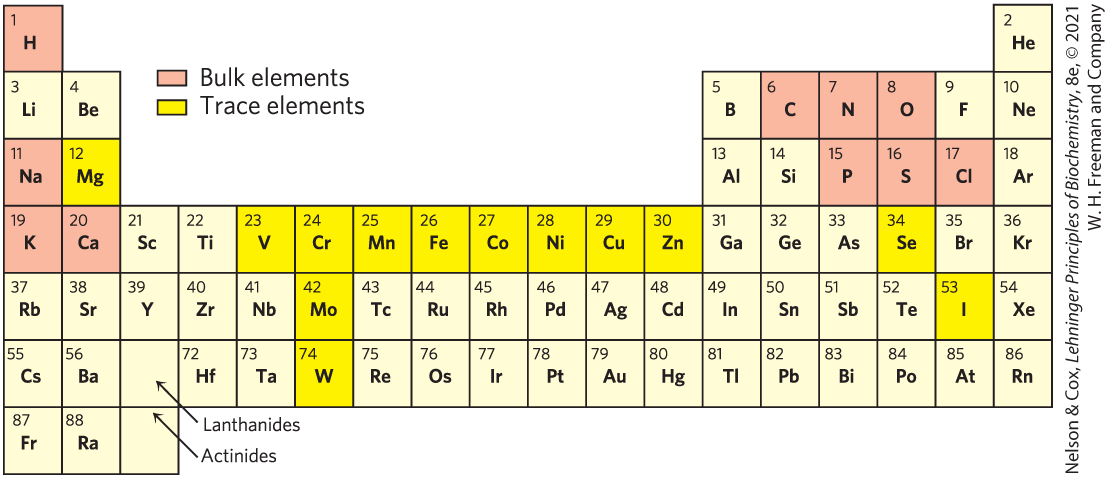 1 2
H He
Bulk elements
Trace elements
3 4 5 6 7 8 9 10
Li Be B C N O F Ne
11 12 13 14 15 16 17 18
Na Mg Al Si P S Cl Ar
19 20 21 22 23 24 25 26 27 28 29 30 31 32 33 34 35 36
K Ca Sc Ti V Cr Mn Fe Co Ni Cu Zn Ga Ge As Se Br Kr
37 38 39 40 41 42 43 44 45 46 47 48 49 50 51 52 53 54
Rb Sr Y Zr Nb Mo Tc Ru Rh Pd Ag Cd In Sn Sb Te I Xe
55 56 72 73 74 75 76 77 78 79 80 81 82 83 84 85 86
Cs Ba Hf Ta W Re Os Ir Pt Au Hg Tl Pb Bi Po At Rn
87 88
Fr Ra
Lanthanides
Actinides
Nelson & Cox, Lehninger Principles of Biochemistry, 8e, © 2021
W. H. Freeman and Company